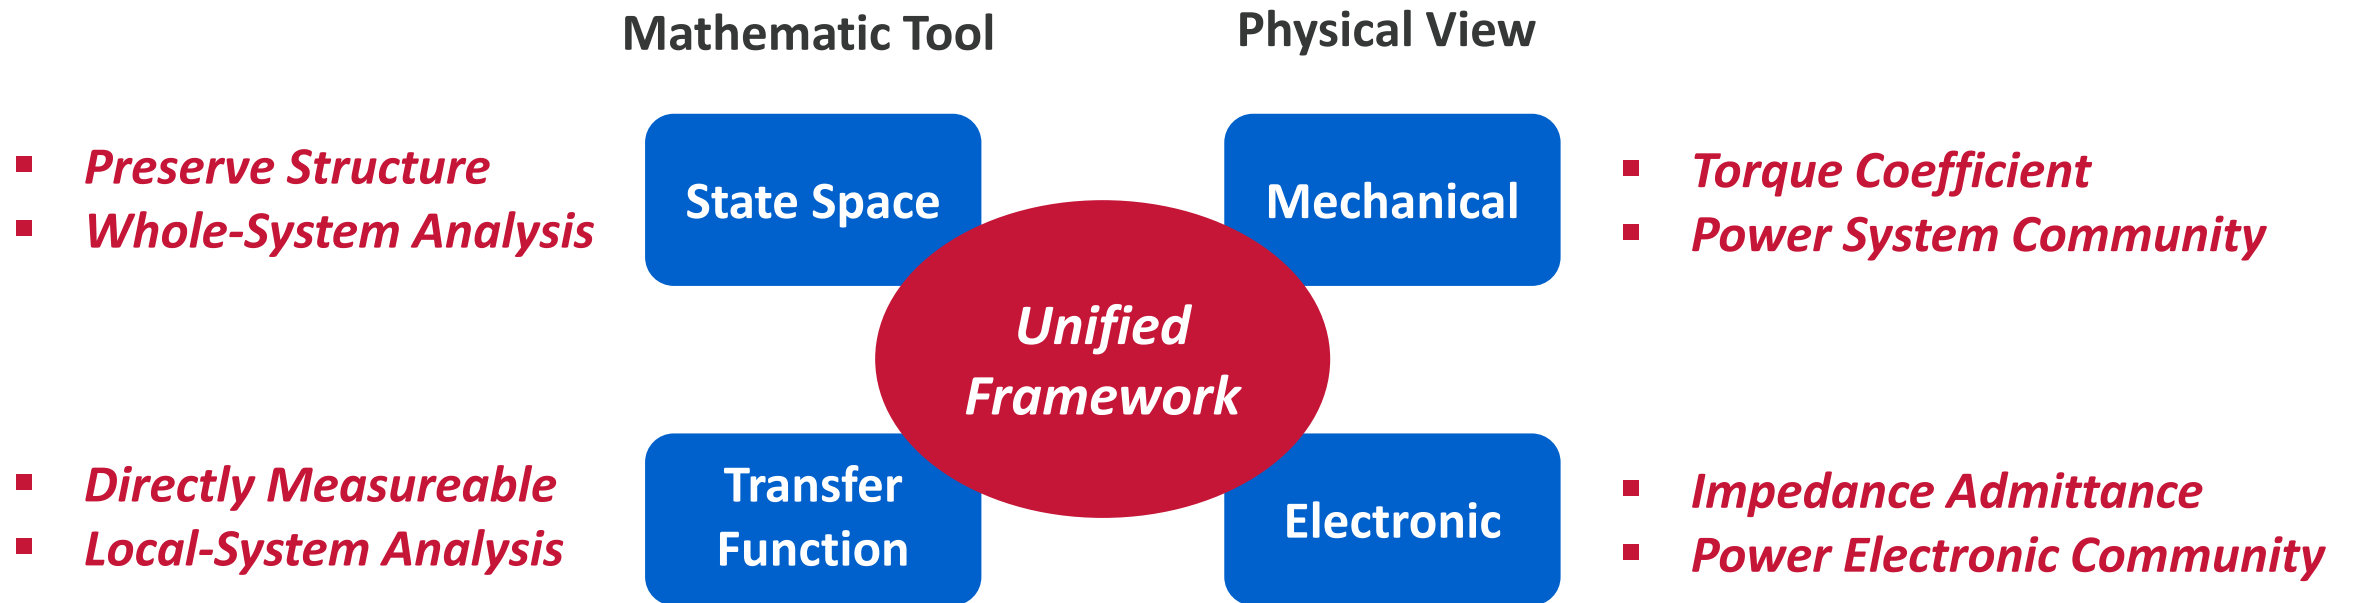 Mathematic Tool
Physical View
Preserve Structure
Whole-System Analysis
State Space
Mechanical
Torque Coefficient
Power System Community
Unified
Framework
Directly Measureable
Local-System Analysis
Transfer
Function
Electronic
Impedance Admittance
Power Electronic Community